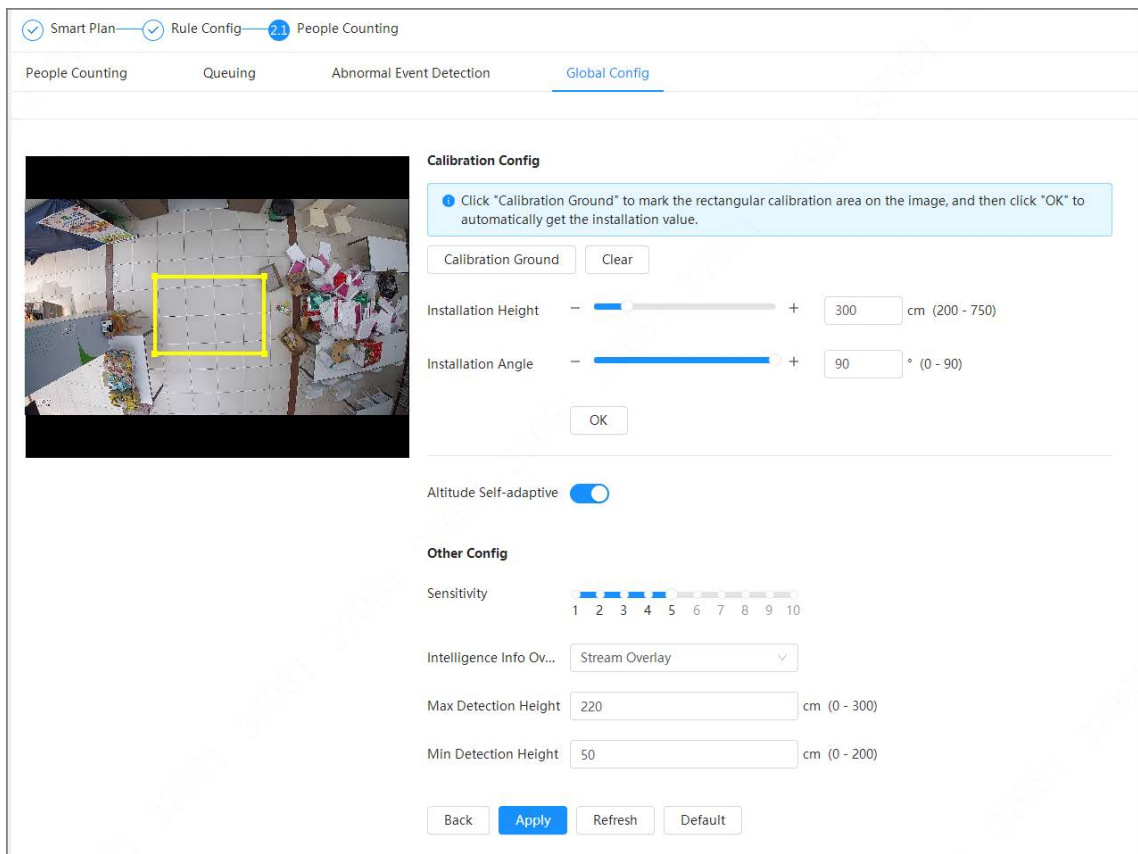 Smart Plan Rule Config 2.1 People Counting
People Counting Queuing Abnormal Event Detection Global Config
Calibration Config
Click "Calibration Ground" to mark the rectangular calibration area on the image, and then click "OK" to
automatically get the installation value.
Calibration Ground Clear
Installation Height − + 300 cm (200 - 750)
Installation Angle − + 90 ° (0 - 90)
OK
Altitude Self-adaptive
Other Config
Sensitivity
1 2 3 4 5 6 7 8 9 10
Intelligence Info Ov... Stream Overlay
Max Detection Height 220 cm (0 - 300)
Min Detection Height 50 cm (0 - 200)
Back Apply Refresh Default